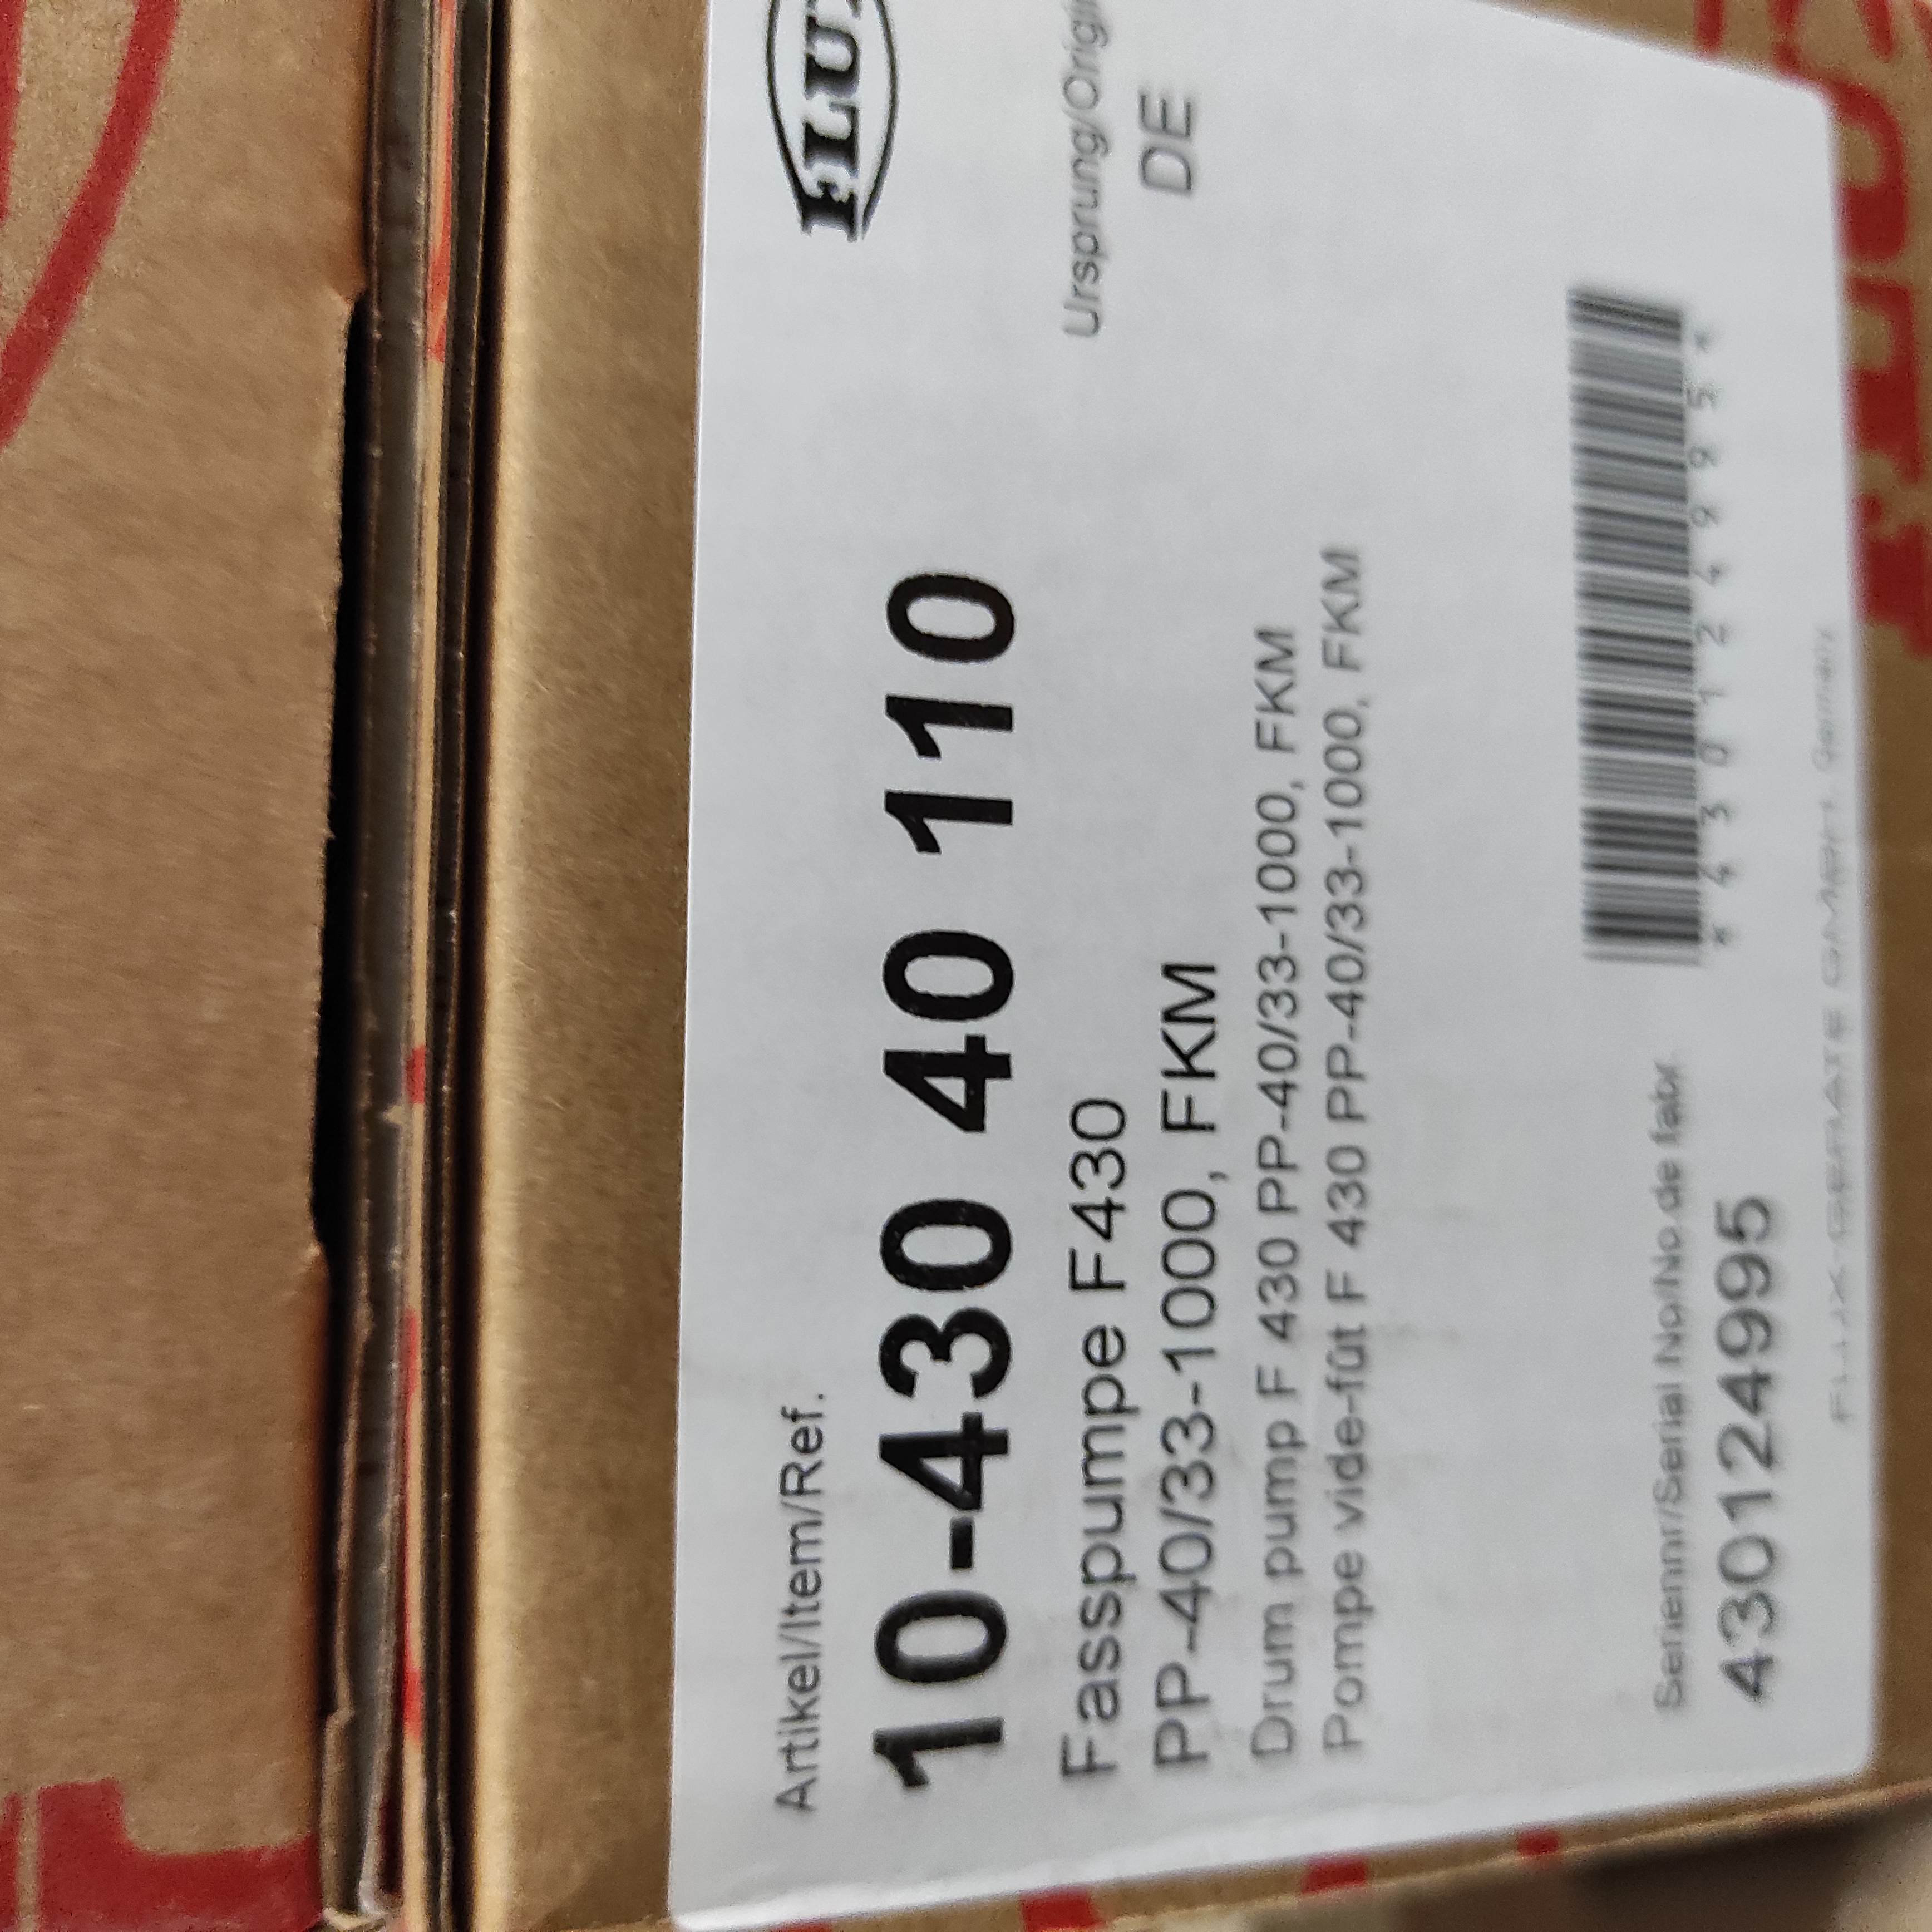 FLUX
Artikel/Item/Ref.
10-430 40 110
Ursprung/Origin
DE
Fasspumpe F430
PP-40/33-1000, FKM
Drum pump F 430 PP-40/33-1000, FKM
Pompe vide-fût F 430 PP-40/33-1000, FKM
Seriennr/Serial.No/No.de fabr.
430124995
*430124995*
FLUX-GERÄTE GMBH - Germany